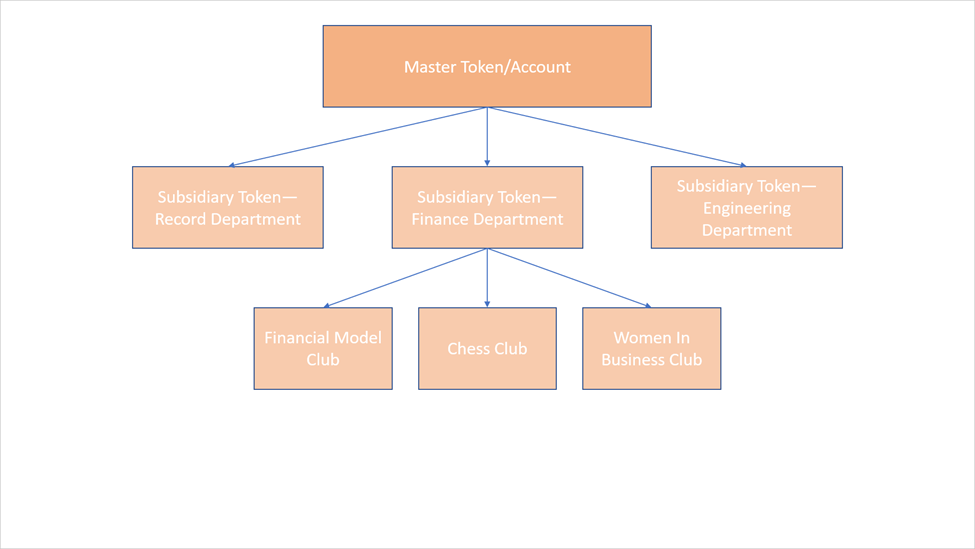 Master Token/Account
Subsidiary Token—
Record Department
Subsidiary Token—
Finance Department
Subsidiary Token—
Engineering
Department
Financial Model
Club
Chess Club
Women In
Business Club